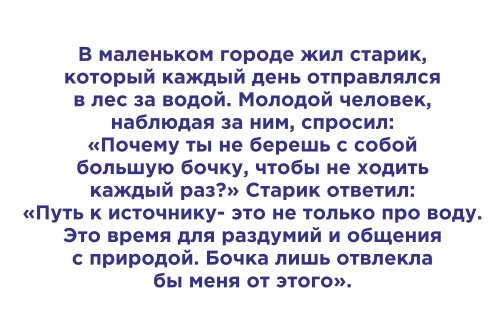 В маленьком городе жил старик,
который каждый день отправлялся
в лес за водой. Молодой человек,
наблюдая за ним, спросил:
«Почему ты не берешь с собой
большую бочку, чтобы не ходить
каждый раз?» Старик ответил:
«Путь к источнику- это не только про воду.
Это время для раздумий и общения
с природой. Бочка лишь отвлекла
бы меня от этого».